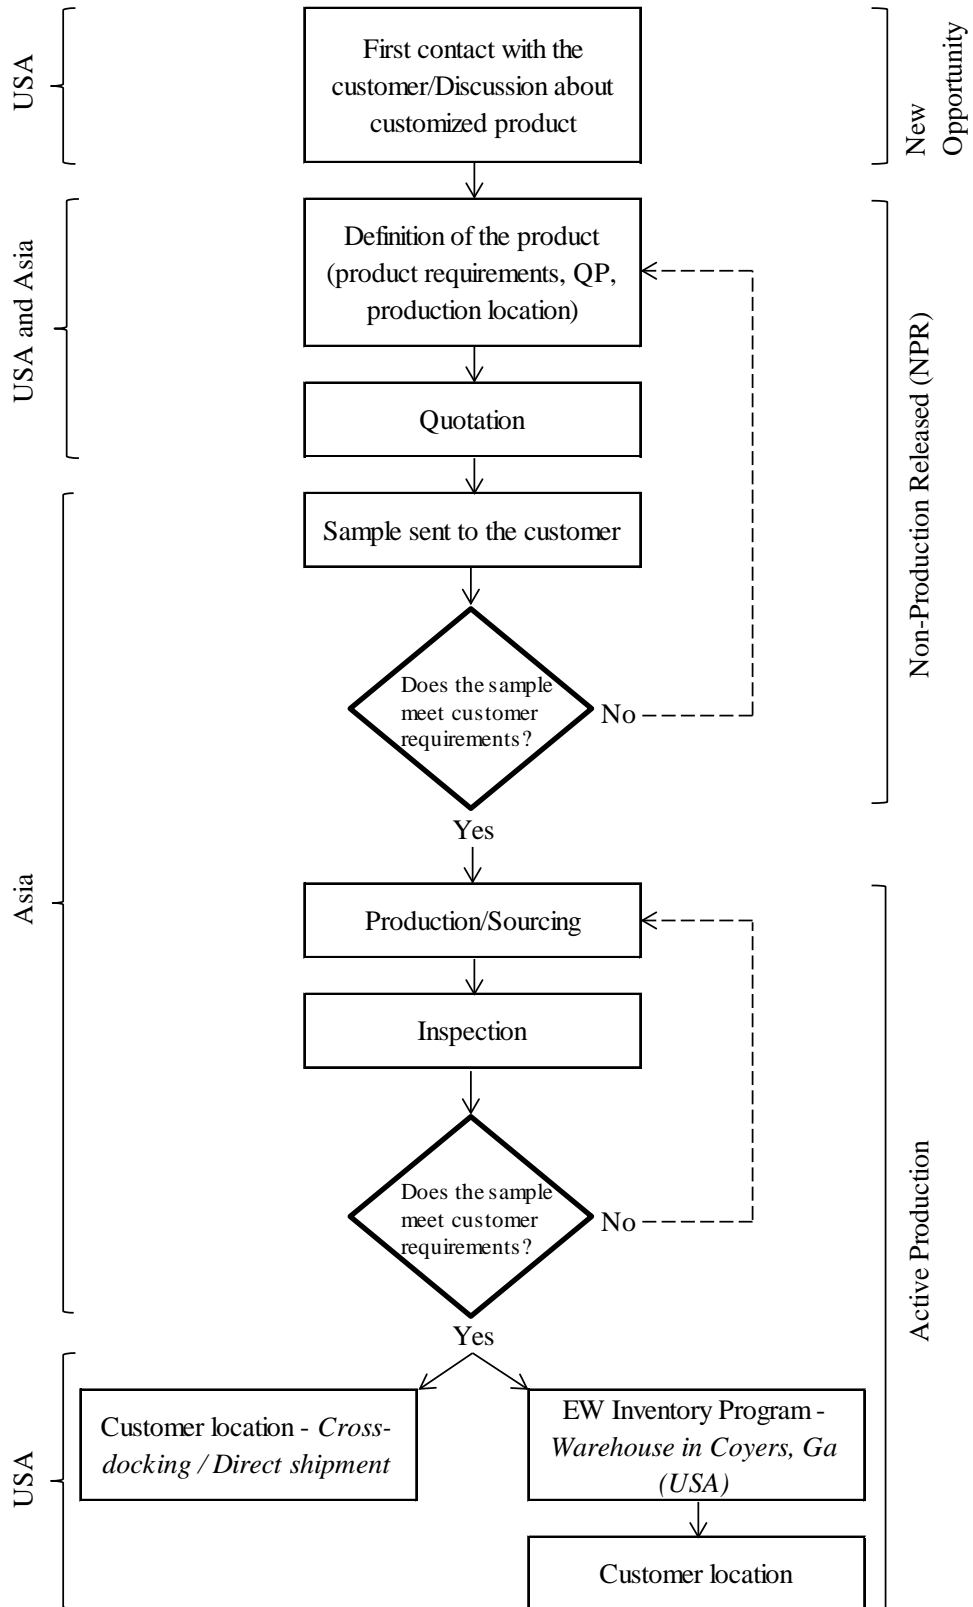 USA
First contact with the
customer/Discussion about
customized product
New
Opportunity
USA and Asia
Definition of the product
(product requirements, QP,
production location)
Quotation
Non-Production Released (NPR)
Sample sent to the customer
Does the sample
meet customer
requirements?
No
Yes
Asia
Production/Sourcing
Inspection
Does the sample
meet customer
requirements?
No
Yes
Active Production
USA
Customer location - Cross-
docking / Direct shipment
EW Inventory Program -
Warehouse in Coyers, Ga
(USA)
Customer location